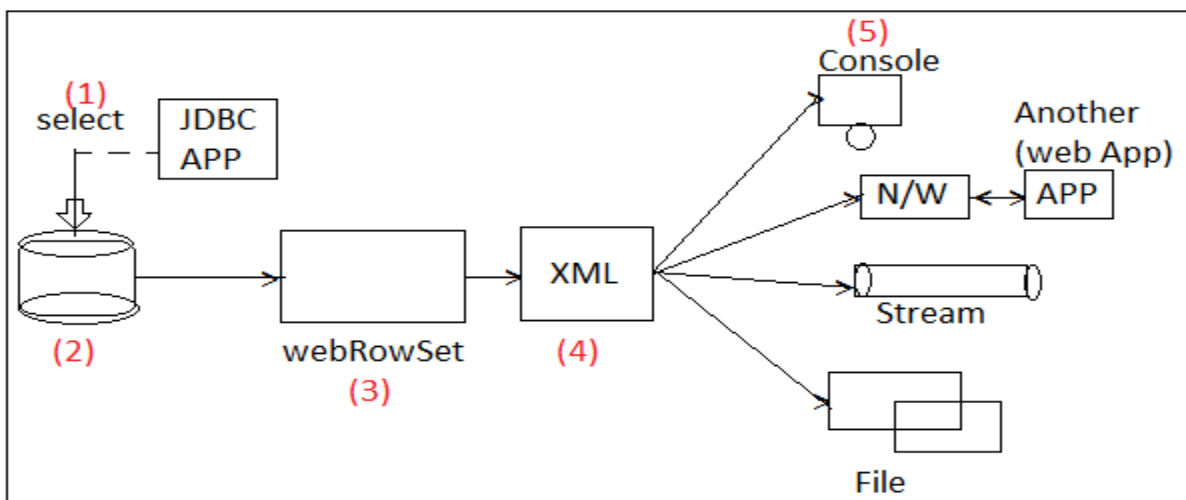 (1)
select
JDBC
APP
(2)
webRowSet
(3)
XML
(4)
(5)
Console
Another
(web App)
N/W
APP
Stream
File